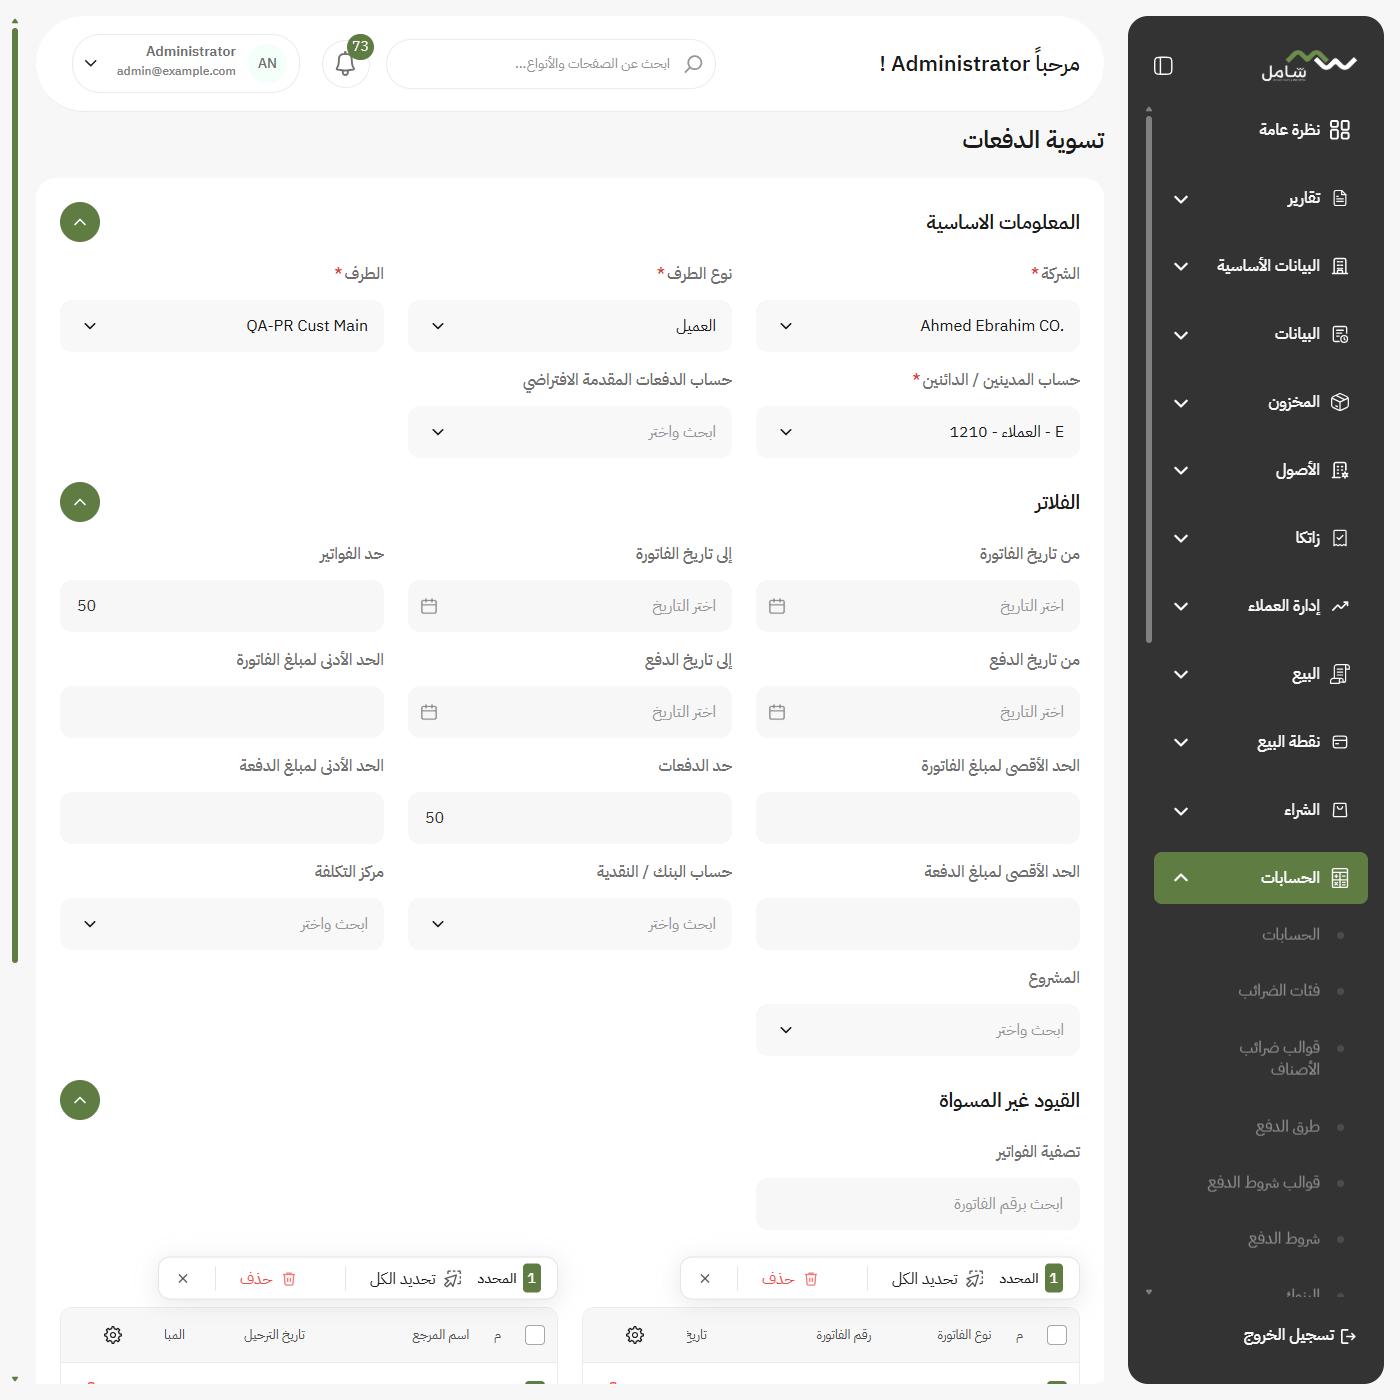 شامل
نظرة عامة
تقارير
البيانات الأساسية
البيانات
المخزون
الأصول
زاتكا
إدارة العملاء
البيع
نقطة البيع
الشراء
الحسابات
الحسابات
فئات الضرائب
قوالب ضرائب
الأصناف
طرق الدفع
قوالب شروط الدفع
شروط الدفع
البنوك
تسجيل الخروج
مرحباً Administrator !
ابحث عن الصفحات والأنواع...
73
AN
Administrator
admin@example.com
تسوية الدفعات
المعلومات الاساسية
الشركة*
نوع الطرف*
الطرف*
Ahmed Ebrahim CO.
العميل
QA-PR Cust Main
حساب المدينين / الدائنين*
حساب الدفعات المقدمة الافتراضي
1210 - العملاء - E
ابحث واختر
الفلاتر
من تاريخ الفاتورة
إلى تاريخ الفاتورة
حد الفواتير
اختر التاريخ
اختر التاريخ
50
من تاريخ الدفع
إلى تاريخ الدفع
الحد الأدنى لمبلغ الفاتورة
اختر التاريخ
اختر التاريخ
الحد الأقصى لمبلغ الفاتورة
حد الدفعات
الحد الأدنى لمبلغ الدفعة
50
الحد الأقصى لمبلغ الدفعة
حساب البنك / النقدية
مركز التكلفة
ابحث واختر
ابحث واختر
المشروع
ابحث واختر
القيود غير المسواة
تصفية الفواتير
ابحث برقم الفاتورة
1 المحدد تحديد الكل حذف
1 المحدد تحديد الكل حذف
م نوع الفاتورة رقم الفاتورة تاريخ
م اسم المرجع تاريخ الترحيل المبا